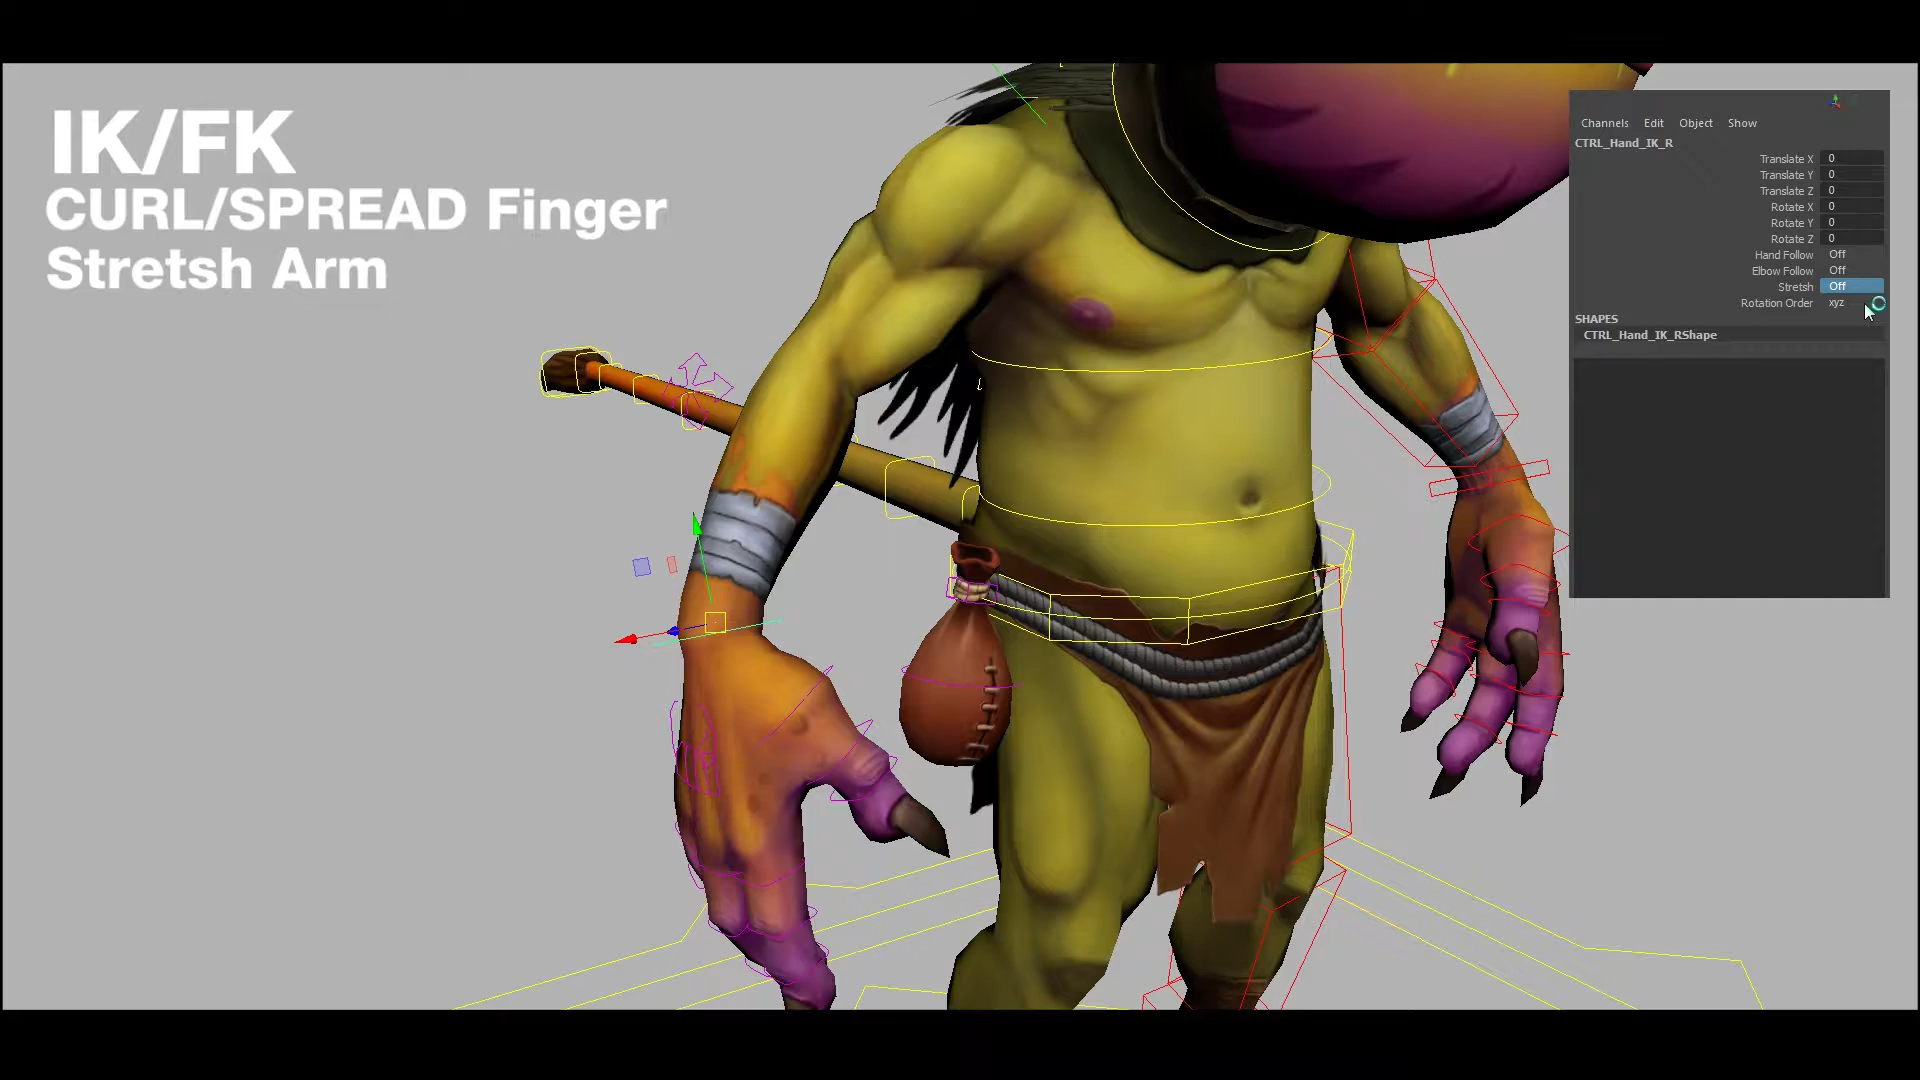 IK/FK
CURL/SPREAD Finger
Stretsh Arm
Channels Edit Object Show
CTRL_Hand_IK_R
Translate X 0
Translate Y 0
Translate Z 0
Rotate X 0
Rotate Y 0
Rotate Z 0
Hand Follow Off
Elbow Follow Off
Stretsh Off
Rotation Order xyz
SHAPES
CTRL_Hand_IK_RShape